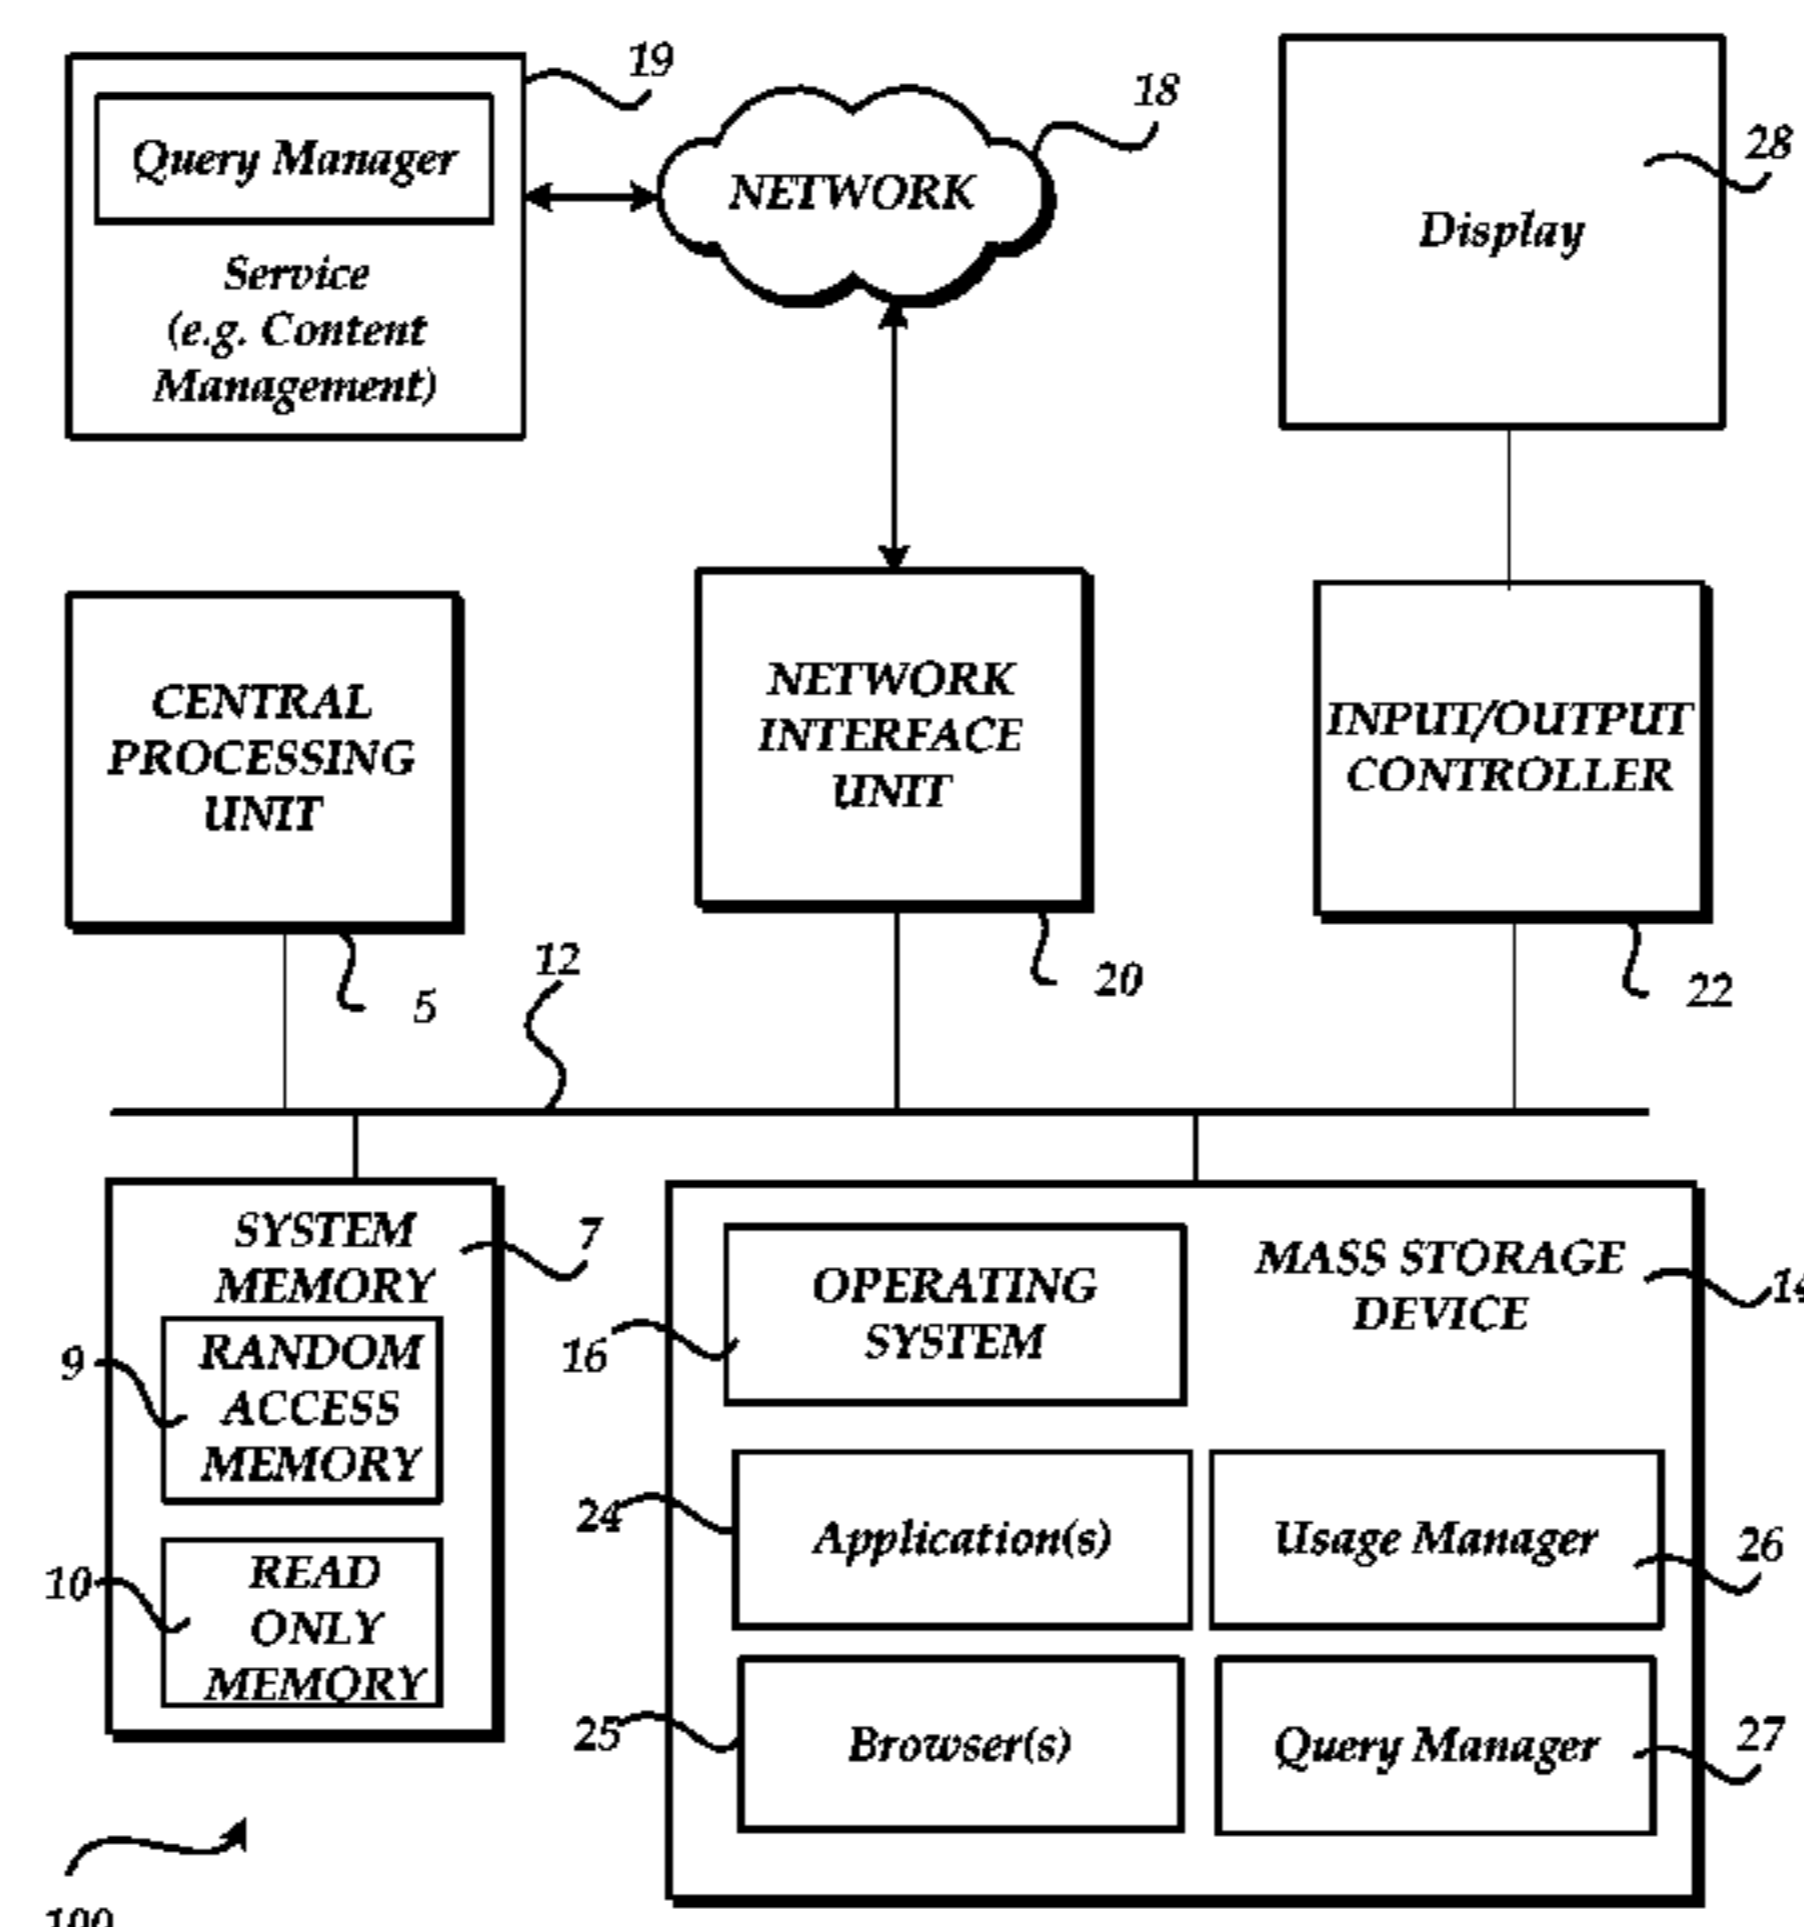 19
Query Manager
Service
(e.g. Content
Management)
NETWORK
18
Display
28
CENTRAL
PROCESSING
UNIT
5
NETWORK
INTERFACE
UNIT
20
INPUT/OUTPUT
CONTROLLER
22
12
SYSTEM
MEMORY
7
RANDOM
ACCESS
MEMORY
9
READ
ONLY
MEMORY
10
MASS STORAGE
DEVICE
14
OPERATING
SYSTEM
16
Application(s)
24
Usage Manager
26
Browser(s)
25
Query Manager
27
100